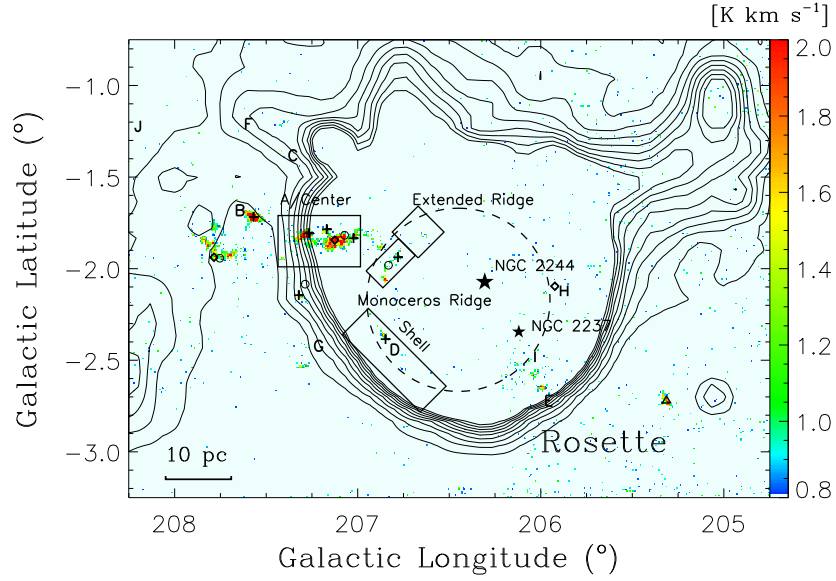 [K km s⁻¹]
2.0
1.8
1.6
1.4
1.2
1.0
0.8
−1.0
−1.5
−2.0
−2.5
−3.0
Galactic Latitude (°)
J
F
C
B
A/Center
Extended Ridge
NGC 2244
H
Monoceros Ridge
NGC 2237
Shell
G
D
I
E
Rosette
10 pc
208
207
206
205
Galactic Longitude (°)